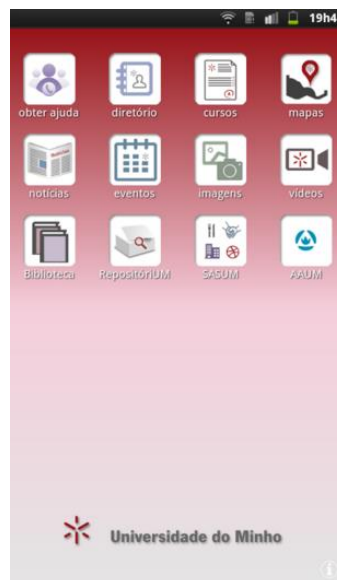 19h4
obter ajuda diretório cursos mapas
notícias eventos imagens vídeos
Biblioteca RepositóriUM SASUM AAUM
Universidade do Minho